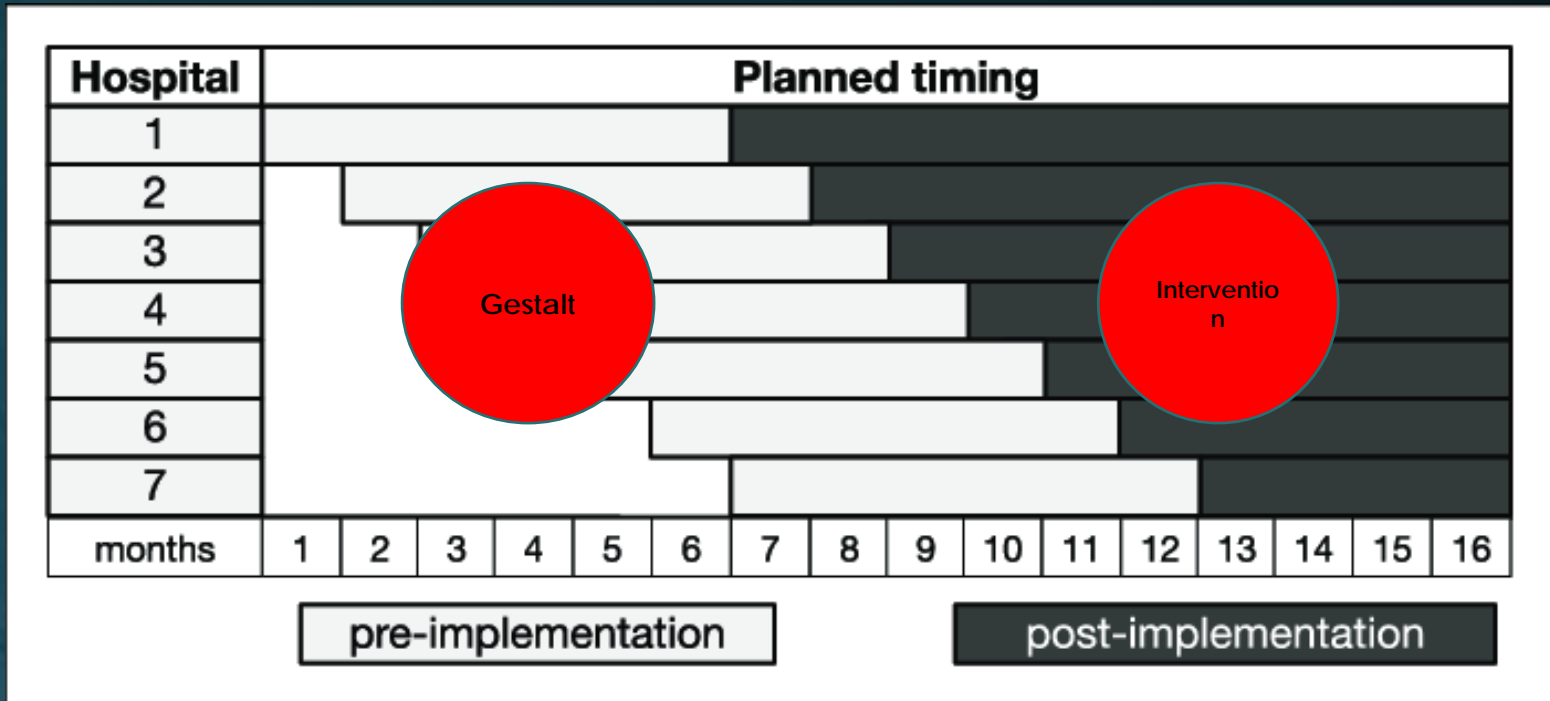 Hospital Planned timing
1
2
3
Gestalt
Interventio
n
4
5
6
7
months 1 2 3 4 5 6 7 8 9 10 11 12 13 14 15 16
pre-implementation post-implementation